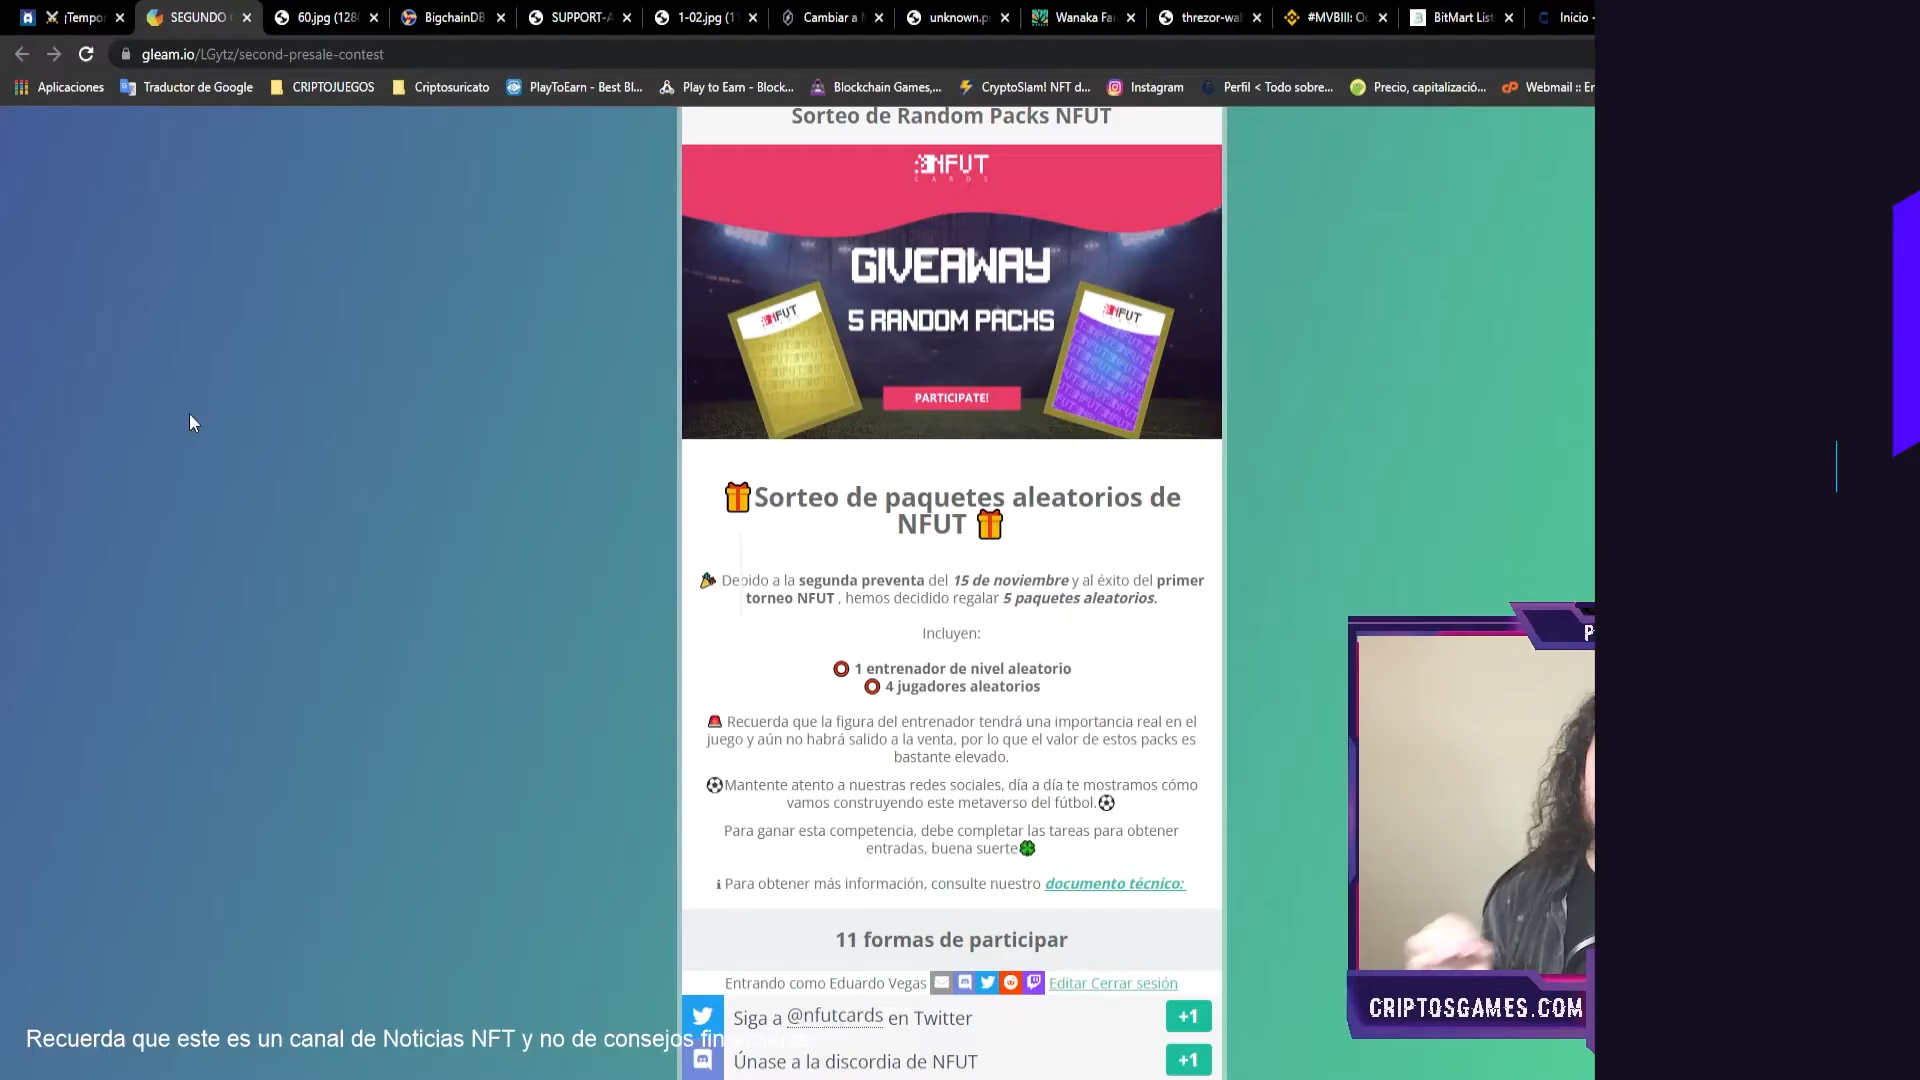 ¡Tempor
SEGUNDO
60.jpg (128
BigchainDB
SUPPORT-A
1-02.jpg (1
Cambiar a
unknown.p
Wanaka Fa
threzor-wal
#MVBIII: O
BitMart List
Inicio -
gleam.io/LGytz/second-presale-contest
Aplicaciones
Traductor de Google
CRIPTOJUEGOS
Criptosuricato
PlayToEarn - Best Bl...
Play to Earn - Block...
Blockchain Games,...
CryptoSlam! NFT d...
Instagram
Perfil < Todo sobre...
Precio, capitalizació...
Webmail :: En
Sorteo de Random Packs NFUT
NFUT
CARDS
GIVEAWAY
5 RANDOM PACKS
NFUT
NFUT
PARTICIPATE!
🎁Sorteo de paquetes aleatorios de
NFUT 🎁
🎉 Debido a la segunda preventa del 15 de noviembre y al éxito del primer
torneo NFUT , hemos decidido regalar 5 paquetes aleatorios.
Incluyen:
⭕ 1 entrenador de nivel aleatorio
⭕ 4 jugadores aleatorios
🚨 Recuerda que la figura del entrenador tendrá una importancia real en el
juego y aún no habrá salido a la venta, por lo que el valor de estos packs es
bastante elevado.
⚽Mantente atento a nuestras redes sociales, día a día te mostramos cómo
vamos construyendo este metaverso del fútbol.⚽
Para ganar esta competencia, debe completar las tareas para obtener
entradas, buena suerte🍀
ℹ Para obtener más información, consulte nuestro documento técnico:
11 formas de participar
Entrando como Eduardo Vegas Editar Cerrar sesión
Siga a @nfutcards en Twitter +1
Únase a la discordia de NFUT +1
Recuerda que este es un canal de Noticias NFT y no de consejos fin
P
CRIPTOSGAMES.COM